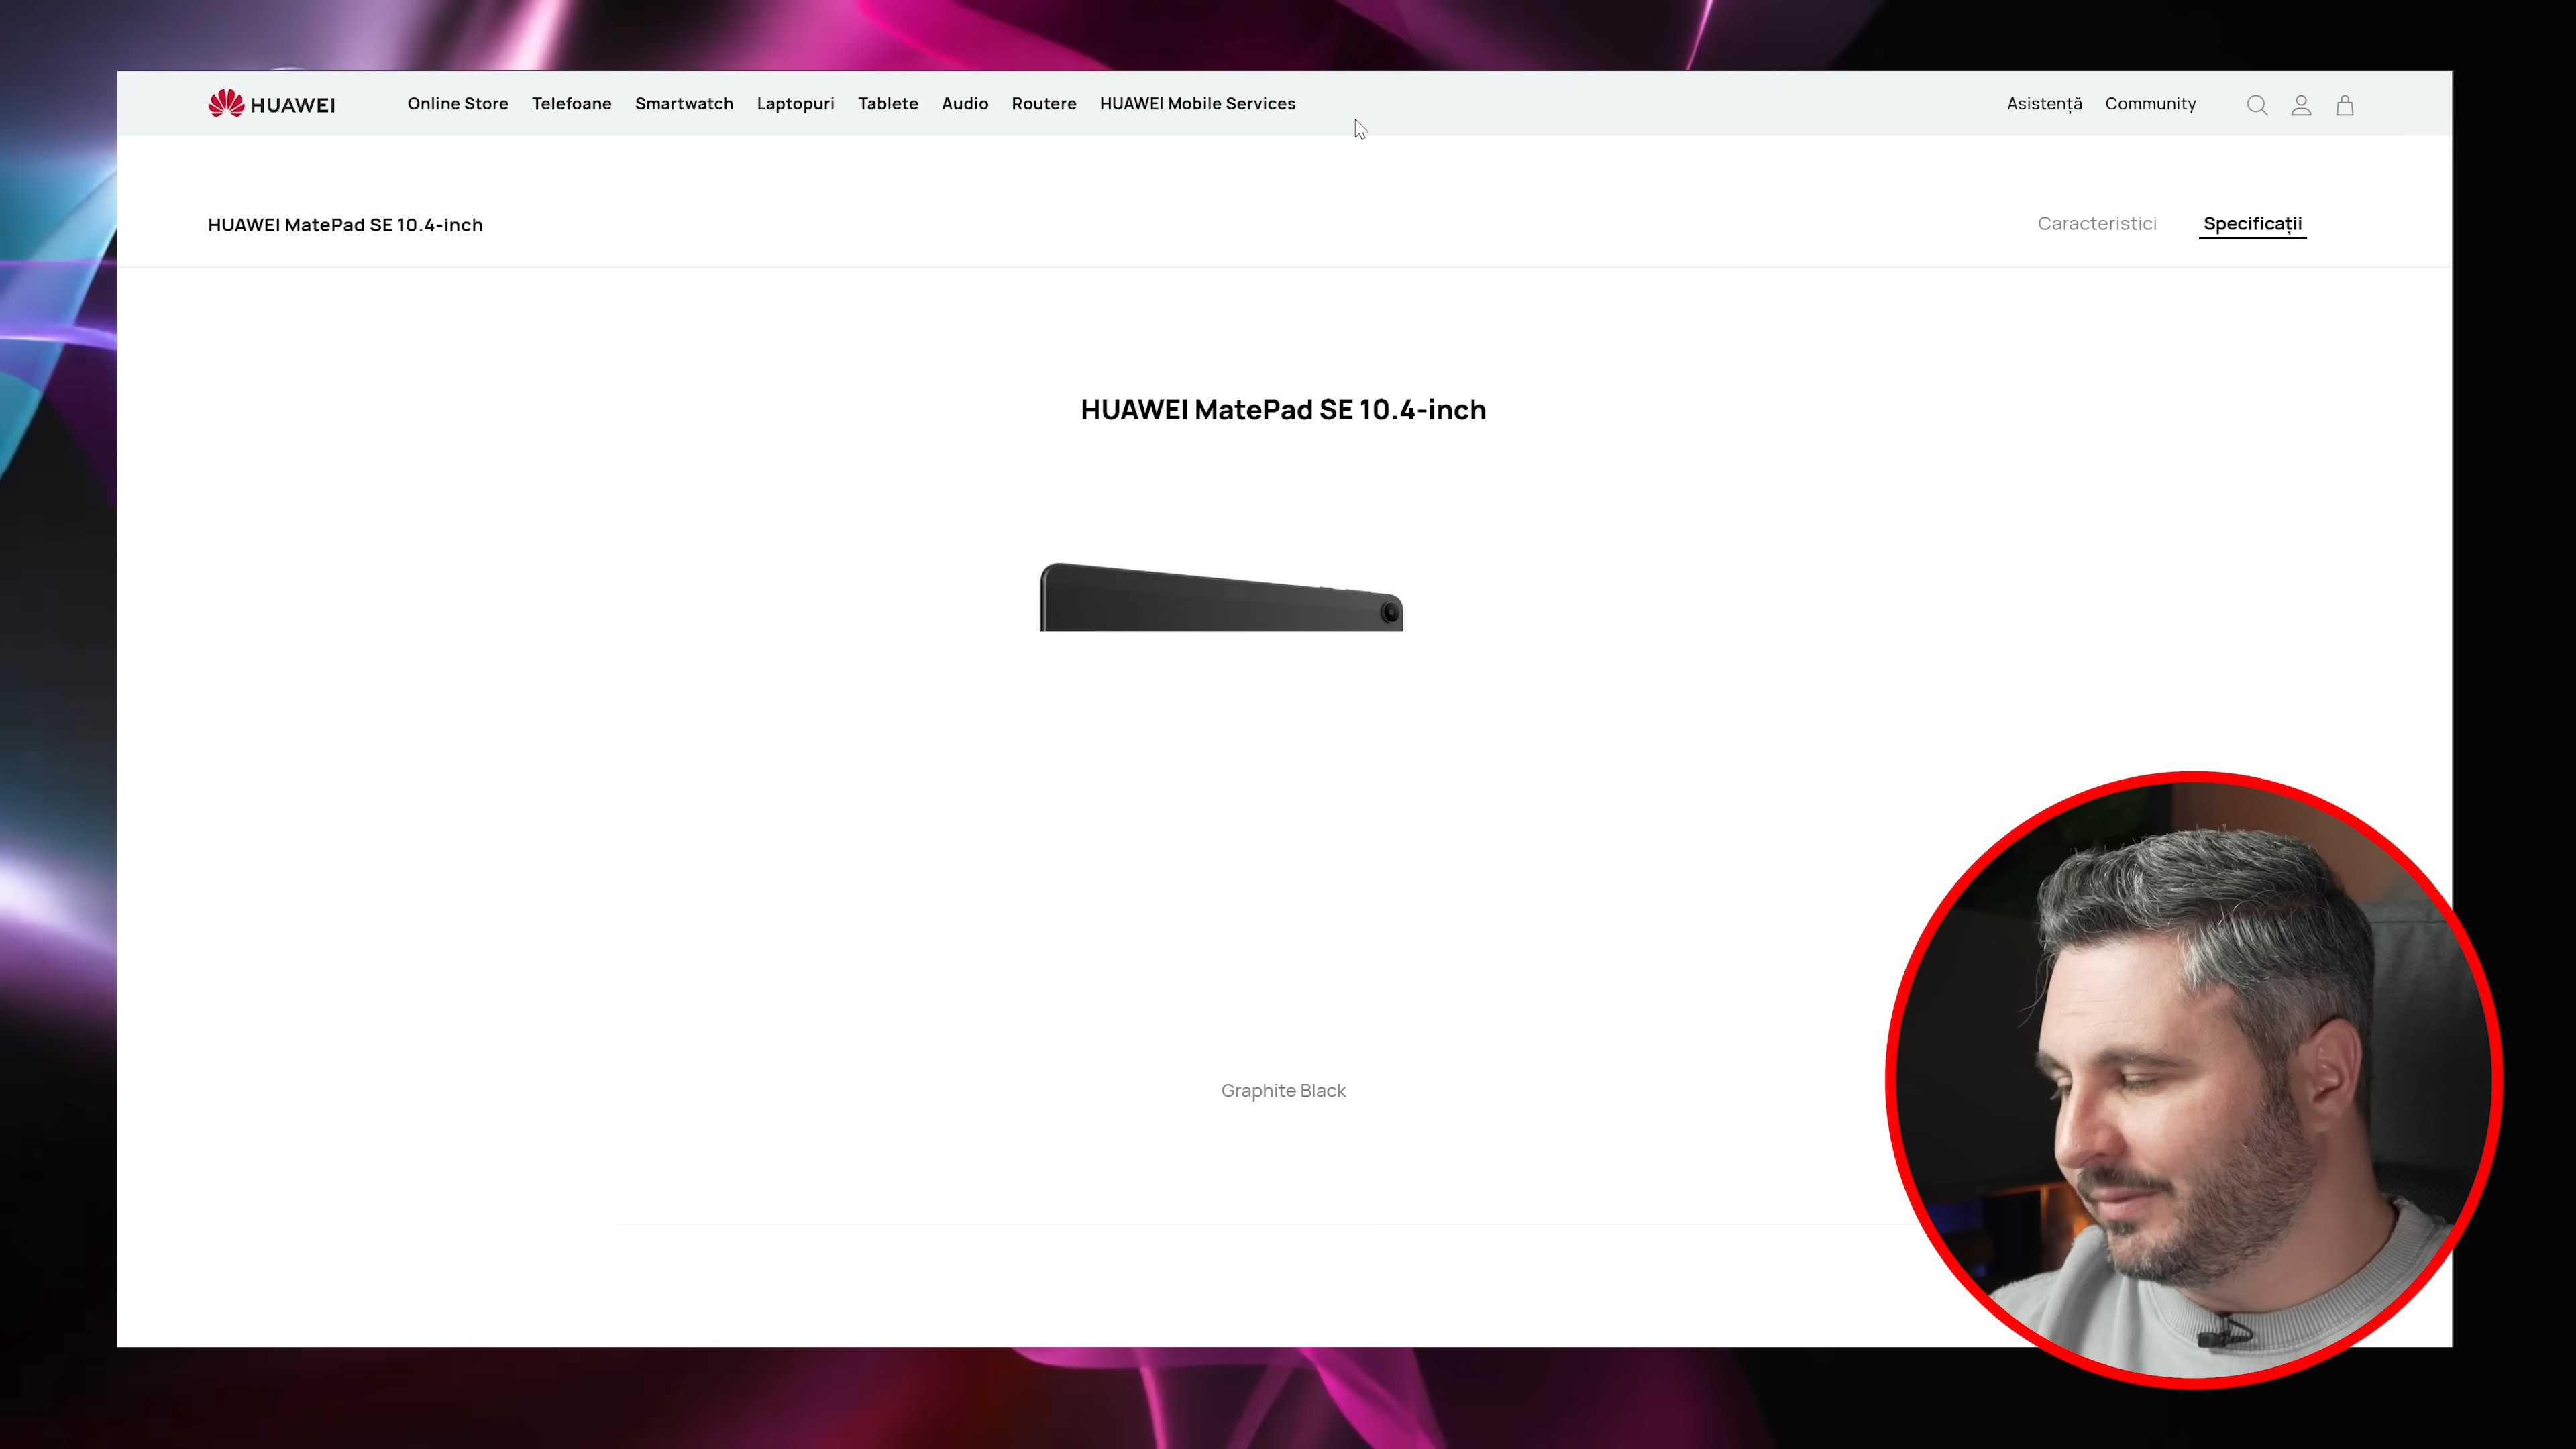 HUAWEI
Online Store Telefoane Smartwatch Laptopuri Tablete Audio Routere HUAWEI Mobile Services Asistență Community
HUAWEI MatePad SE 10.4-inch
Caracteristici Specificații
HUAWEI MatePad SE 10.4-inch
Graphite Black